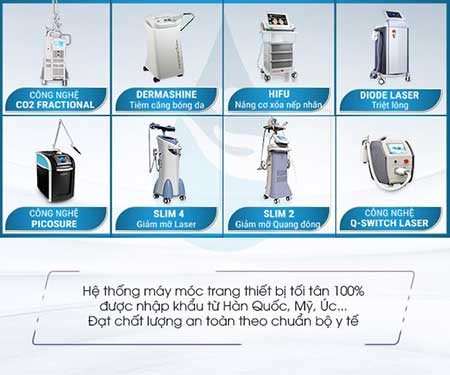 CÔNG NGHỆ
CO2 FRACTIONAL
DERMASHINE
Tiêm căng bóng da
HIFU
Nâng cơ xóa nếp nhăn
DIODE LASER
Triệt lông
CÔNG NGHỆ
PICOSURE
SLIM 4
Giảm mỡ Laser
SLIM 2
Giảm mỡ Quang đông
CÔNG NGHỆ
Q-SWITCH LASER
Hệ thống máy móc trang thiết bị tối tân 100%
được nhập khẩu từ Hàn Quốc, Mỹ, Úc...
Đạt chất lượng an toàn theo chuẩn bộ y tế